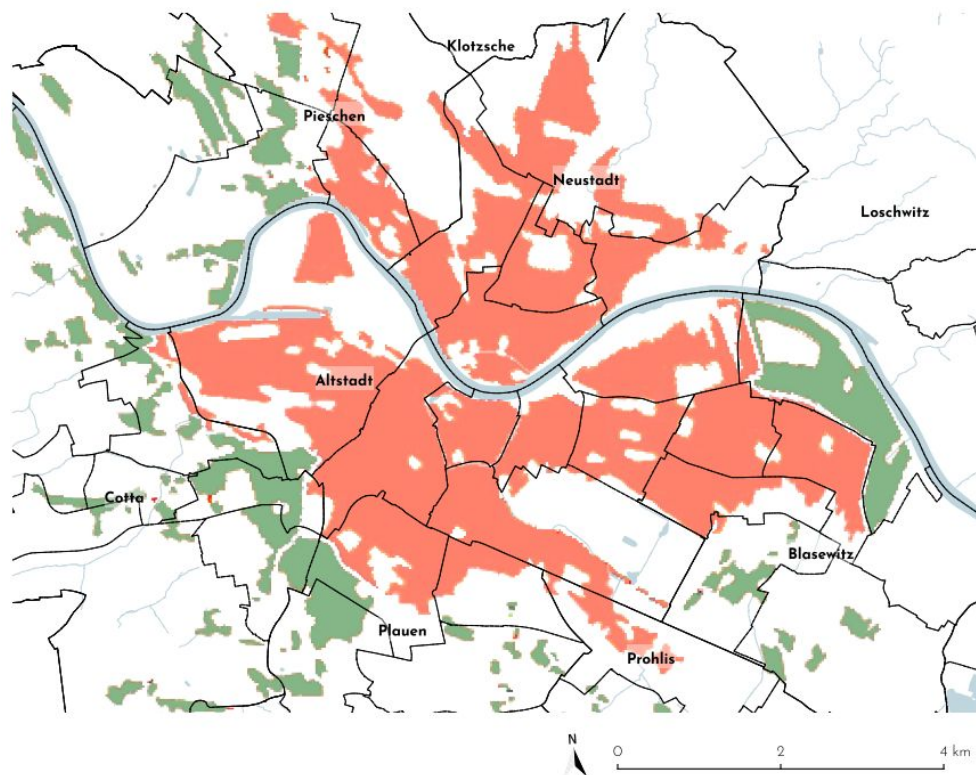 Klotzsche
Pieschen
Neustadt
Loschwitz
Altstadt
Cotta
Blasewitz
Plauen
Prohlis
N
0 2 4 km